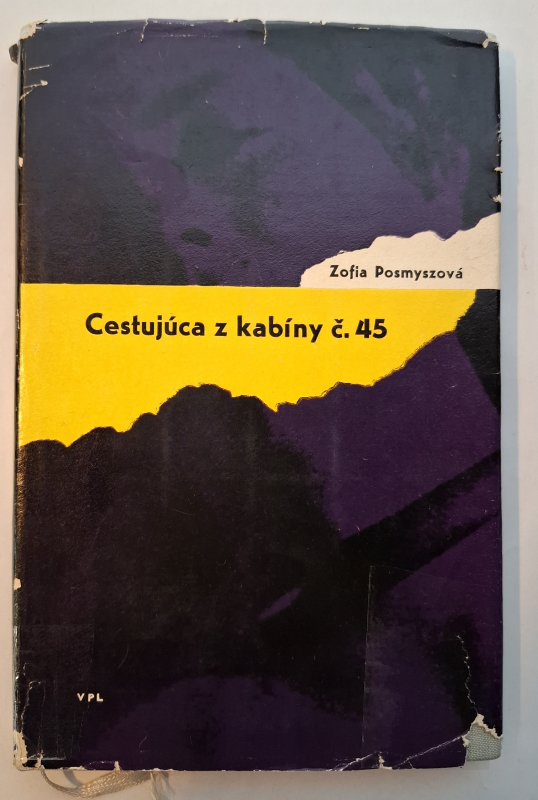 Zofia Posmyszová
Cestujúca z kabíny č. 45
VPL